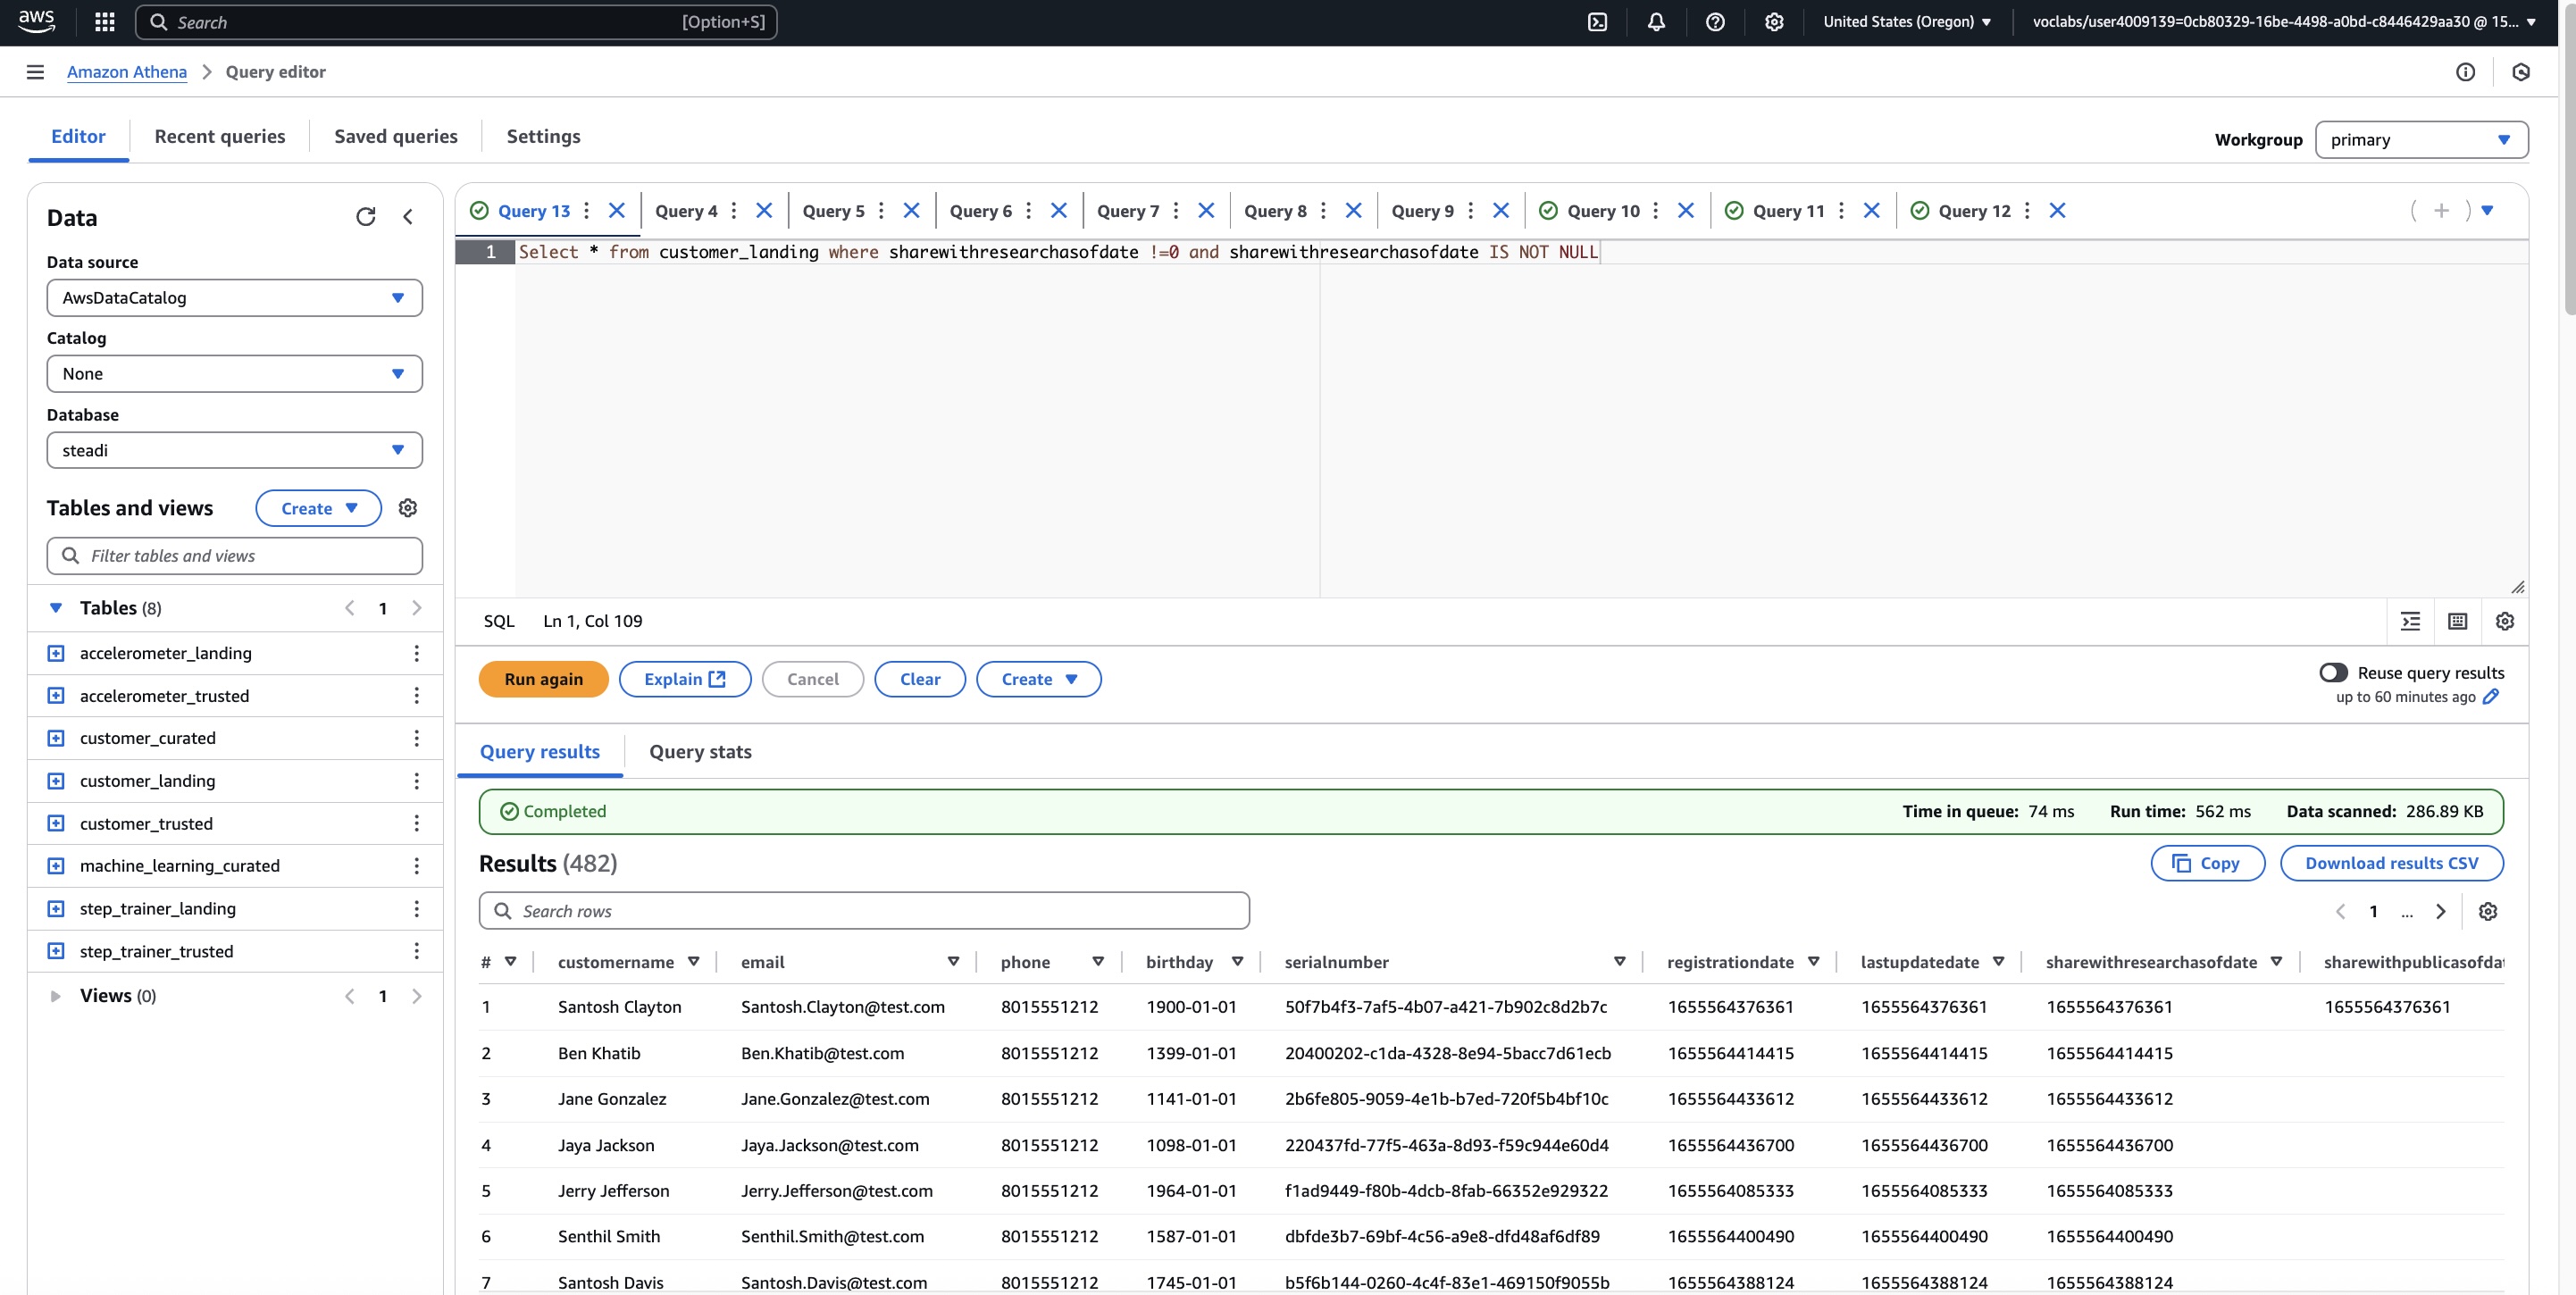 aws Search [Option+S] United States (Oregon) voclabs/user4009139=0cb80329-16be-4498-a0bd-c8446429aa30 @ 15...
Amazon Athena Query editor
Editor Recent queries Saved queries Settings
Workgroup primary
Data
Data source
AwsDataCatalog
Catalog
None
Database
steadi
Tables and views Create
Filter tables and views
Tables (8) 1
accelerometer_landing
accelerometer_trusted
customer_curated
customer_landing
customer_trusted
machine_learning_curated
step_trainer_landing
step_trainer_trusted
Views (0) 1
Query 13 Query 4 Query 5 Query 6 Query 7 Query 8 Query 9 Query 10 Query 11 Query 12
1 Select * from customer_landing where sharewithresearchasofdate !=0 and sharewithresearchasofdate IS NOT NULL
SQL Ln 1, Col 109
Run again Explain Cancel Clear Create
Reuse query results
up to 60 minutes ago
Query results Query stats
Completed Time in queue: 74 ms Run time: 562 ms Data scanned: 286.89 KB
Results (482) Copy Download results CSV
Search rows 1 ...
# customername email phone birthday serialnumber registrationdate lastupdatedate sharewithresearchasofdate sharewithpublicasofdat
1 Santosh Clayton Santosh.Clayton@test.com 8015551212 1900-01-01 50f7b4f3-7af5-4b07-a421-7b902c8d2b7c 1655564376361 1655564376361 1655564376361 1655564376361
2 Ben Khatib Ben.Khatib@test.com 8015551212 1399-01-01 20400202-c1da-4328-8e94-5bacc7d61ecb 1655564414415 1655564414415 1655564414415
3 Jane Gonzalez Jane.Gonzalez@test.com 8015551212 1141-01-01 2b6fe805-9059-4e1b-b7ed-720f5b4bf10c 1655564433612 1655564433612 1655564433612
4 Jaya Jackson Jaya.Jackson@test.com 8015551212 1098-01-01 220437fd-77f5-463a-8d93-f59c944e60d4 1655564436700 1655564436700 1655564436700
5 Jerry Jefferson Jerry.Jefferson@test.com 8015551212 1964-01-01 f1ad9449-f80b-4dcb-8fab-66352e929322 1655564085333 1655564085333 1655564085333
6 Senthil Smith Senthil.Smith@test.com 8015551212 1587-01-01 dbfde3b7-69bf-4c56-a9e8-dfd48af6df89 1655564400490 1655564400490 1655564400490
7 Santosh Davis Santosh.Davis@test.com 8015551212 1745-01-01 b5f6b144-0260-4c4f-83e1-469150f9055b 1655564388124 1655564388124 1655564388124